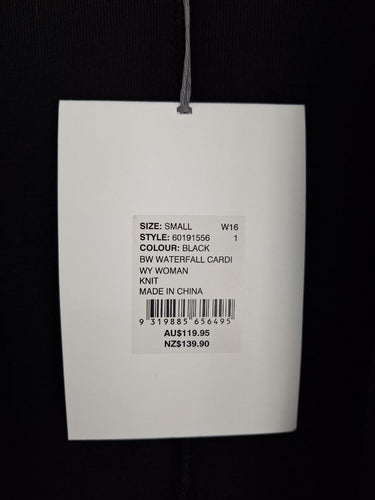 SIZE: SMALL W16
STYLE: 60191556 1
COLOUR: BLACK
BW WATERFALL CARDI
WY WOMAN
KNIT
MADE IN CHINA
9 319885 656495
AU$119.95
NZ$139.90